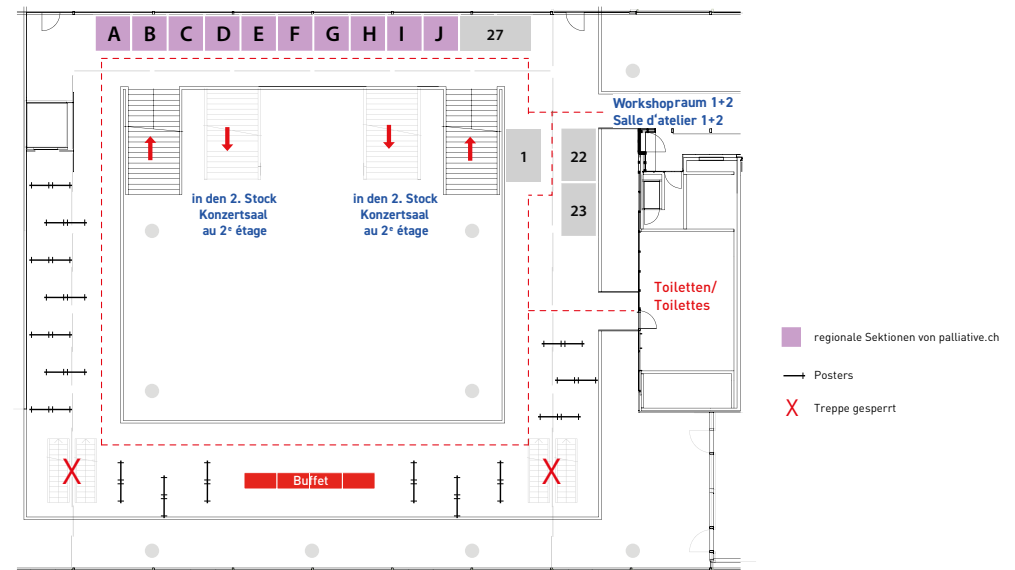 A B C D E F G H I J 27
Workshopraum 1+2
Salle d'atelier 1+2
1 22
23
in den 2. Stock
Konzertsaal
au 2e étage
in den 2. Stock
Konzertsaal
au 2e étage
Toiletten/
Toilettes
regionale Sektionen von palliative.ch
Posters
X Treppe gesperrt
X X
Buffet